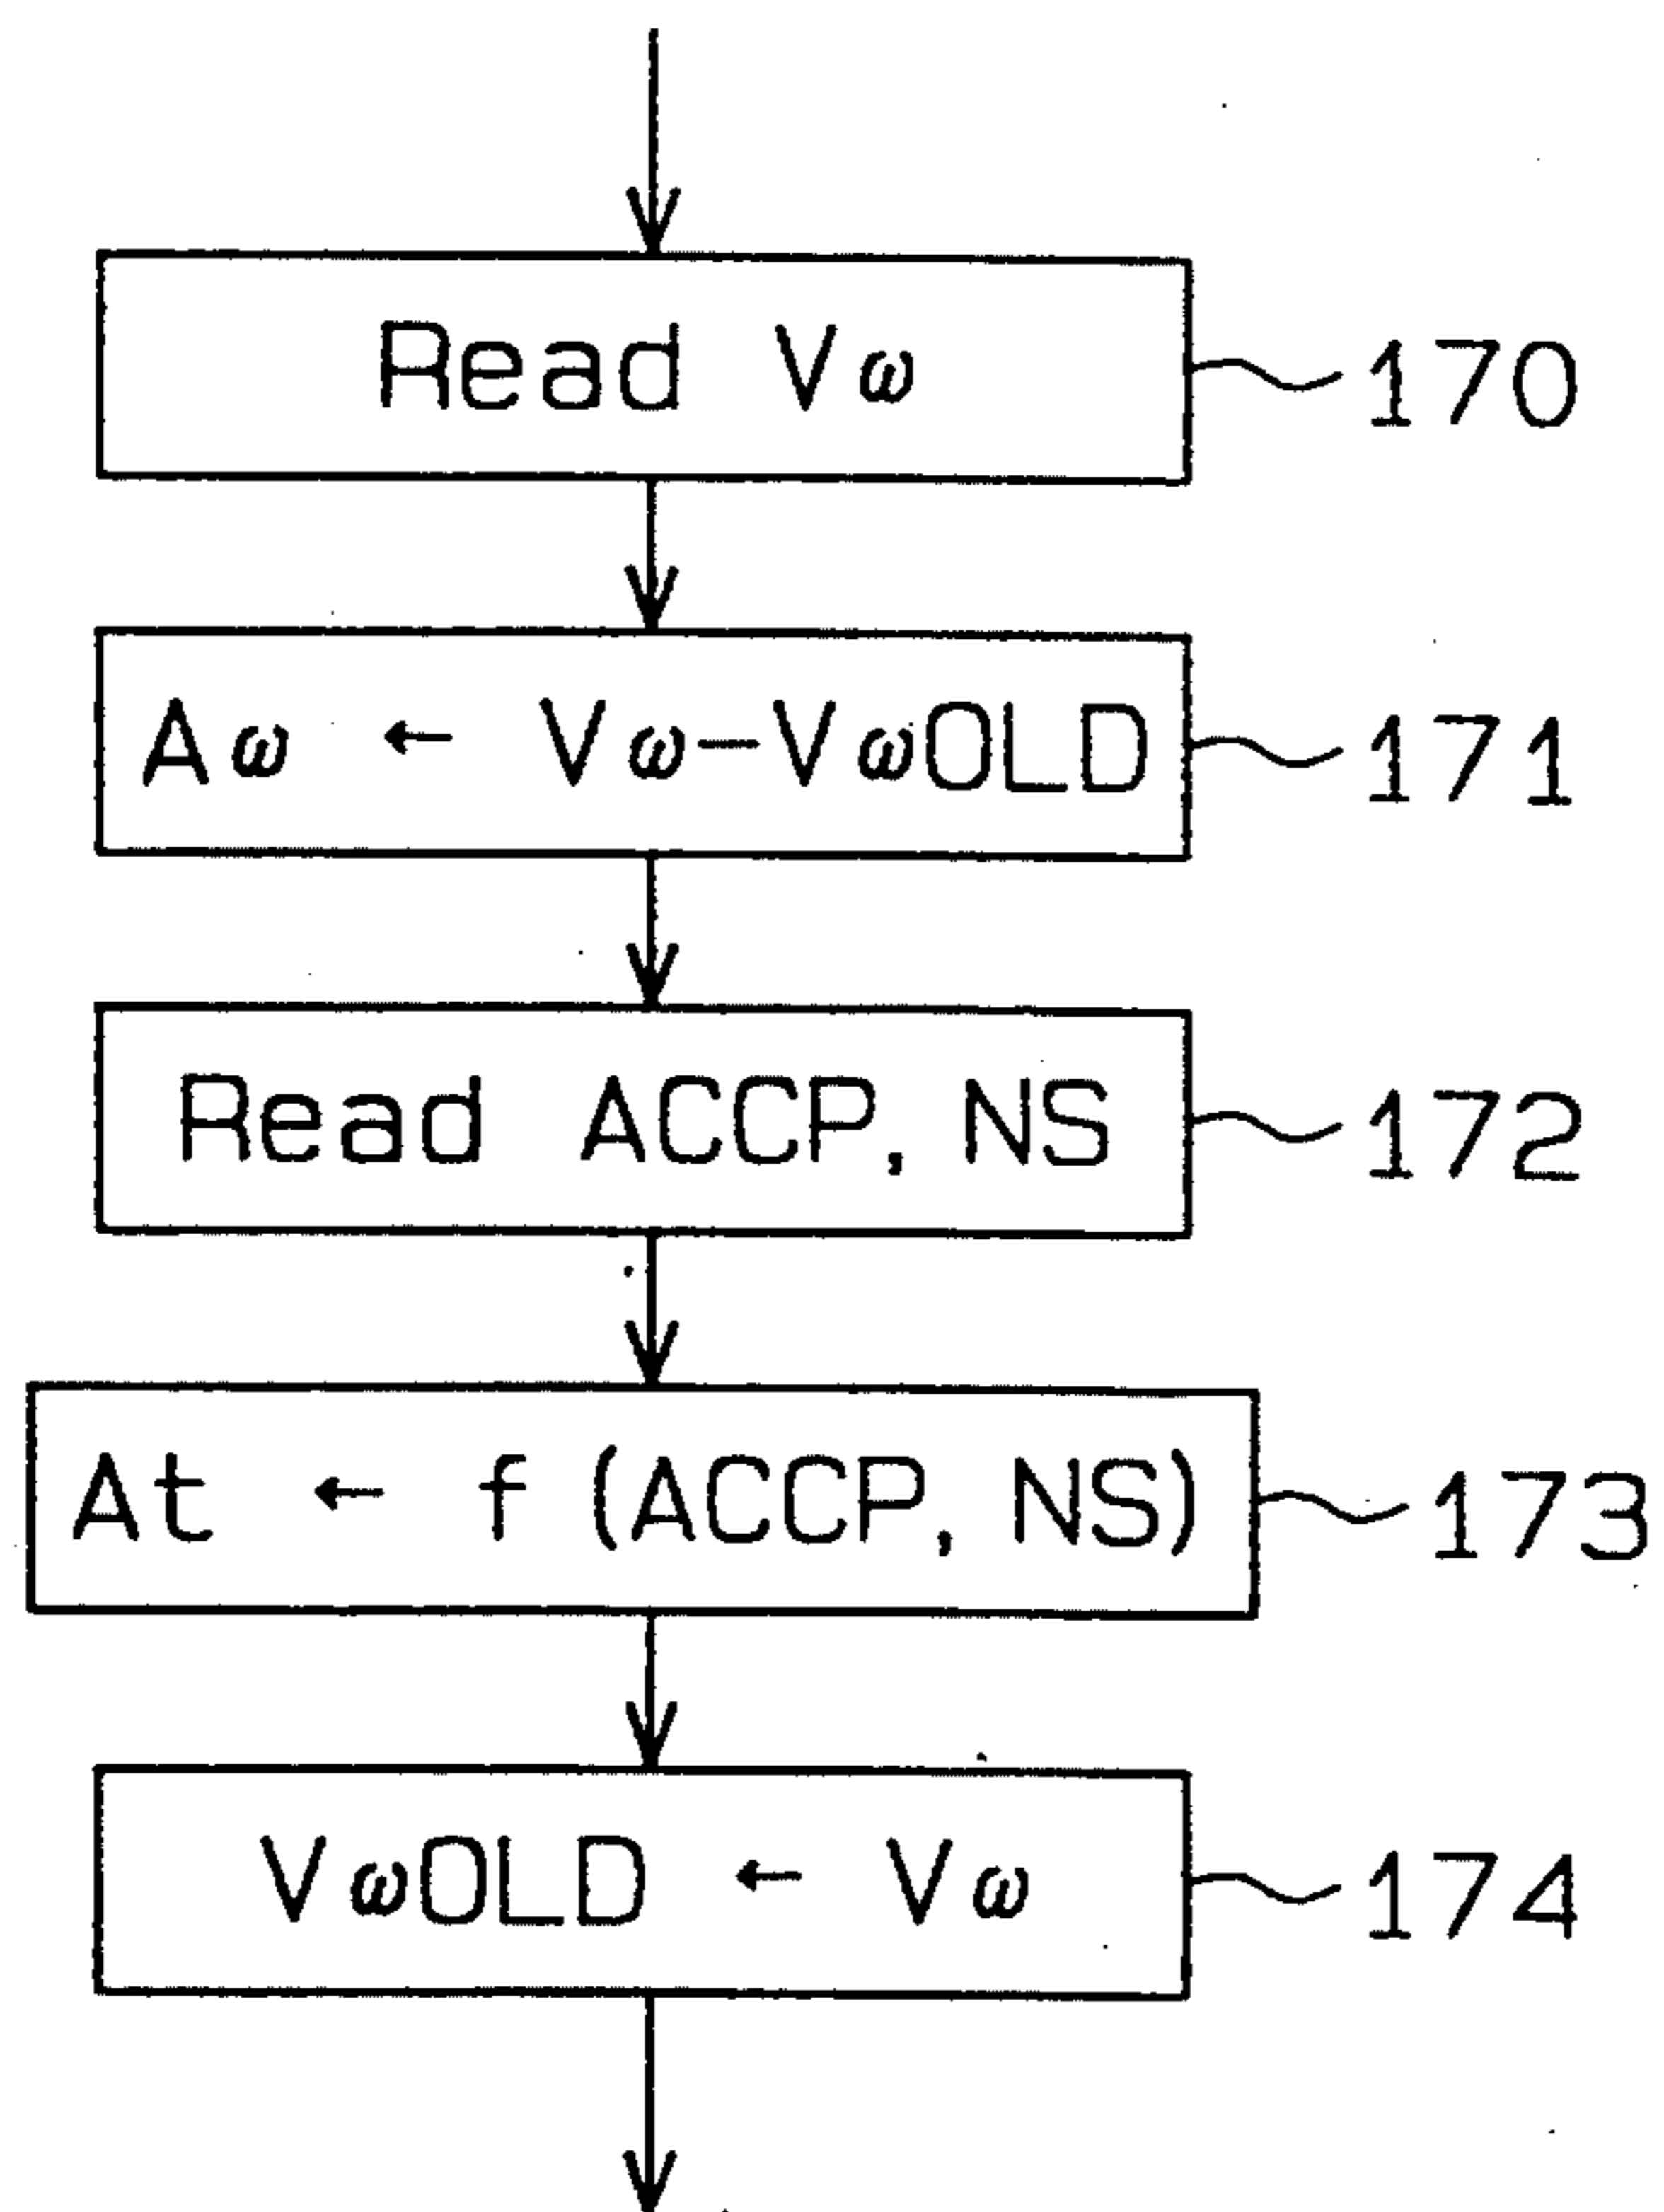 Read Vω 170
Aω ← Vω-VωOLD 171
Read ACCP, NS 172
At ← f (ACCP, NS) 173
VωOLD ← Vω 174